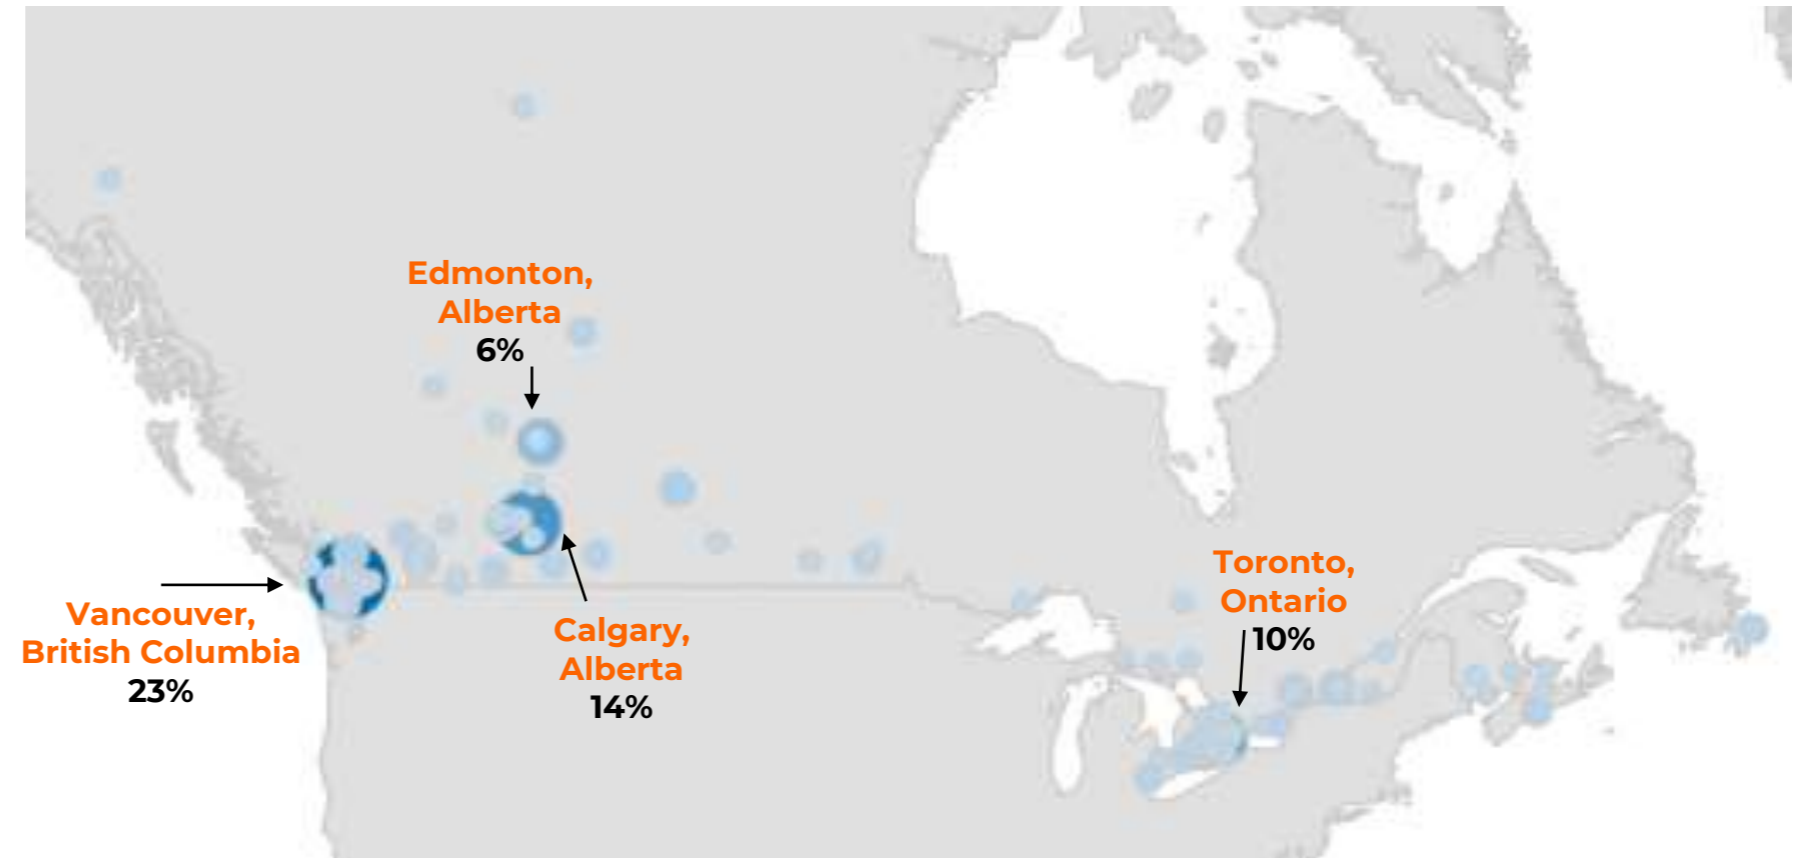 Edmonton,
Alberta
6%
Vancouver,
British Columbia
23%
Calgary,
Alberta
14%
Toronto,
Ontario
10%